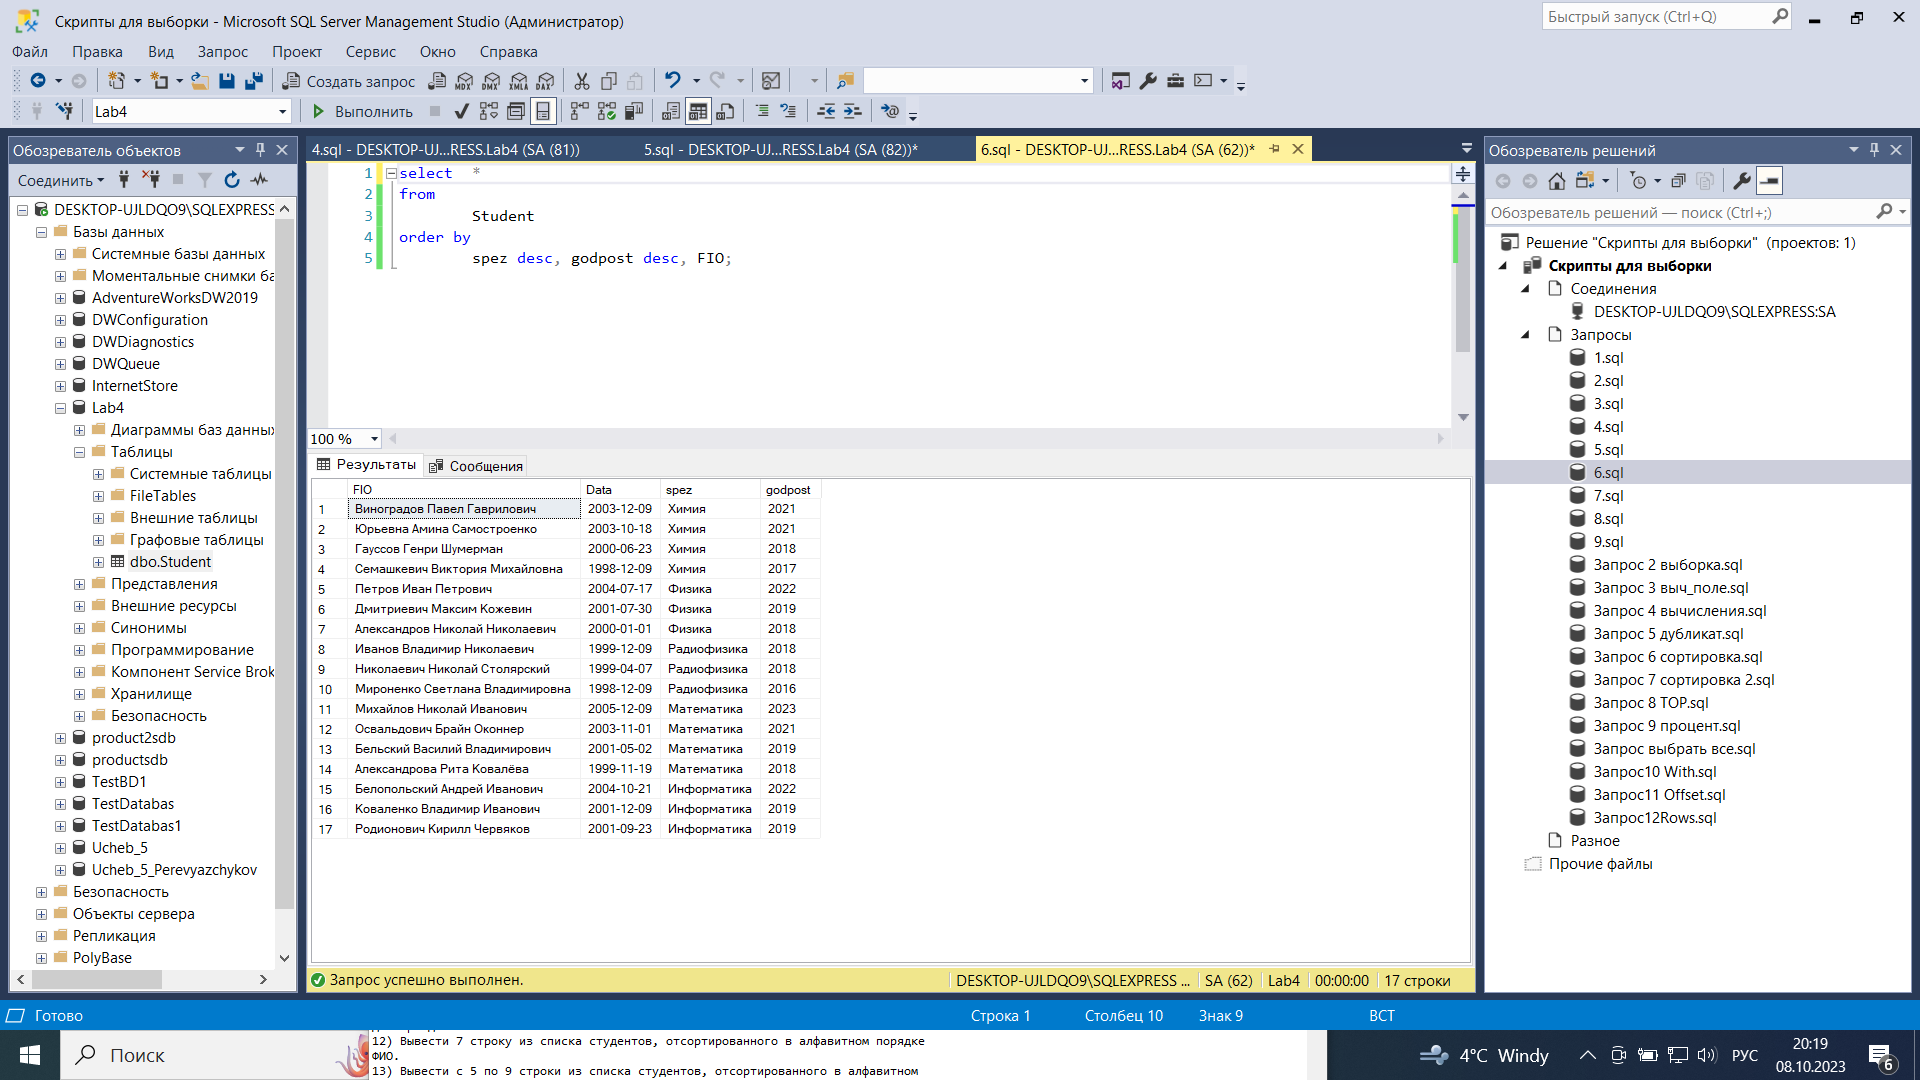 Скрипты для выборки - Microsoft SQL Server Management Studio (Администратор)
Быстрый запуск (Ctrl+Q)
Файл Правка Вид Запрос Проект Сервис Окно Справка
Создать запрос
MDX DMX XMLA DAX
Lab4 Выполнить
Обозреватель объектов
Соединить
DESKTOP-UJLDQO9\SQLEXPRESS
Базы данных
Системные базы данных
Моментальные снимки ба
AdventureWorksDW2019
DWConfiguration
DWDiagnostics
DWQueue
InternetStore
Lab4
Диаграммы баз данны
Таблицы
Системные таблицы
FileTables
Внешние таблицы
Графовые таблицы
dbo.Student
Представления
Внешние ресурсы
Синонимы
Программирование
Компонент Service Brok
Хранилище
Безопасность
product2sdb
productsdb
TestBD1
TestDatabas
TestDatabas1
Ucheb_5
Ucheb_5_Perevyazchykov
Безопасность
Объекты сервера
Репликация
PolyBase
4.sql - DESKTOP-UJ...RESS.Lab4 (SA (81)) 5.sql - DESKTOP-UJ...RESS.Lab4 (SA (82))* 6.sql - DESKTOP-UJ...RESS.Lab4 (SA (62))*
1 select *
2 from
3 Student
4 order by
5 spez desc, godpost desc, FIO;
100 %
Результаты Сообщения
FIO Data spez godpost
1 Виноградов Павел Гаврилович 2003-12-09 Химия 2021
2 Юрьевна Амина Самостроенко 2003-10-18 Химия 2021
3 Гауссов Генри Шумерман 2000-06-23 Химия 2018
4 Семашкевич Виктория Михайловна 1998-12-09 Химия 2017
5 Петров Иван Петрович 2004-07-17 Физика 2022
6 Дмитриевич Максим Кожевин 2001-07-30 Физика 2019
7 Александров Николай Николаевич 2000-01-01 Физика 2018
8 Иванов Владимир Николаевич 1999-12-09 Радиофизика 2018
9 Николаевич Николай Столярский 1999-04-07 Радиофизика 2018
10 Мироненко Светлана Владимировна 1998-12-09 Радиофизика 2016
11 Михайлов Николай Иванович 2005-12-09 Математика 2023
12 Освальдович Брайн Оконнер 2003-11-01 Математика 2021
13 Бельский Василий Владимирович 2001-05-02 Математика 2019
14 Александрова Рита Ковалёва 1999-11-19 Математика 2018
15 Белопольский Андрей Иванович 2004-10-21 Информатика 2022
16 Коваленко Владимир Иванович 2001-12-09 Информатика 2019
17 Родионович Кирилл Червяков 2001-09-23 Информатика 2019
Запрос успешно выполнен. DESKTOP-UJLDQO9\SQLEXPRESS ... SA (62) Lab4 00:00:00 17 строки
Обозреватель решений
Обозреватель решений — поиск (Ctrl+;)
Решение "Скрипты для выборки" (проектов: 1)
Скрипты для выборки
Соединения
DESKTOP-UJLDQO9\SQLEXPRESS:SA
Запросы
1.sql
2.sql
3.sql
4.sql
5.sql
6.sql
7.sql
8.sql
9.sql
Запрос 2 выборка.sql
Запрос 3 выч_поле.sql
Запрос 4 вычисления.sql
Запрос 5 дубликат.sql
Запрос 6 сортировка.sql
Запрос 7 сортировка 2.sql
Запрос 8 TOP.sql
Запрос 9 процент.sql
Запрос выбрать все.sql
Запрос10 With.sql
Запрос11 Offset.sql
Запрос12Rows.sql
Разное
Прочие файлы
Готово Строка 1 Столбец 10 Знак 9 ВСТ
Поиск
12) Вывести 7 строку из списка студентов, отсортированного в алфавитном порядке
ФИО.
13) Вывести с 5 по 9 строки из списка студентов, отсортированного в алфавитном
4°C Windy РУС 20:19
08.10.2023
6